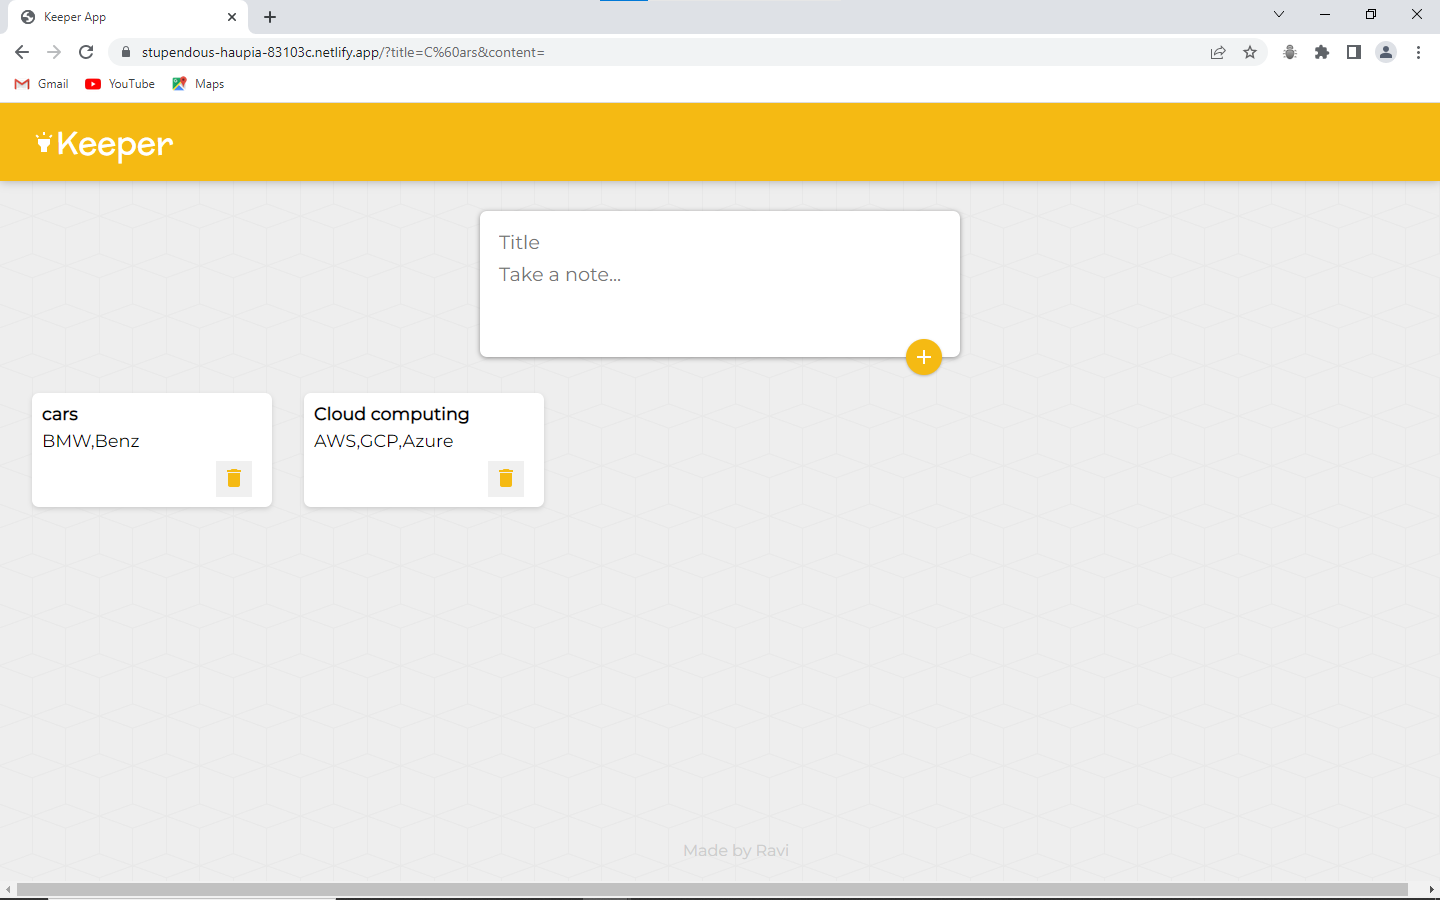 Keeper App
stupendous-haupia-83103c.netlify.app/?title=C%60ars&content=
Gmail
YouTube
Maps
Keeper
Title
Take a note...
cars
BMW,Benz
Cloud computing
AWS,GCP,Azure
Made by Ravi